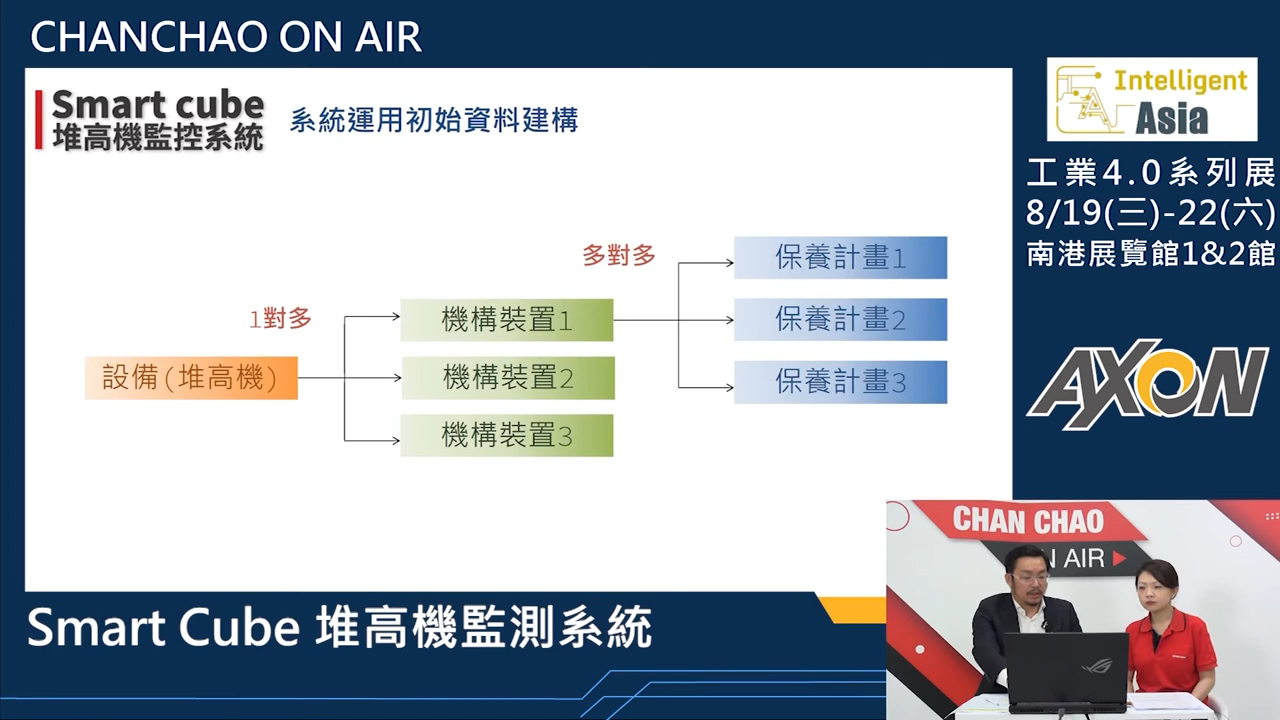 CHANCHAO ON AIR
Smart cube
堆高機監控系統
系統運用初始資料建構
1對多
多對多
設備(堆高機)
機構裝置1
機構裝置2
機構裝置3
保養計畫1
保養計畫2
保養計畫3
Intelligent
Asia
工業4.0系列展
8/19(三)-22(六)
南港展覽館1&2館
AXON
CHAN CHAO
N AIR
Smart Cube 堆高機監測系統